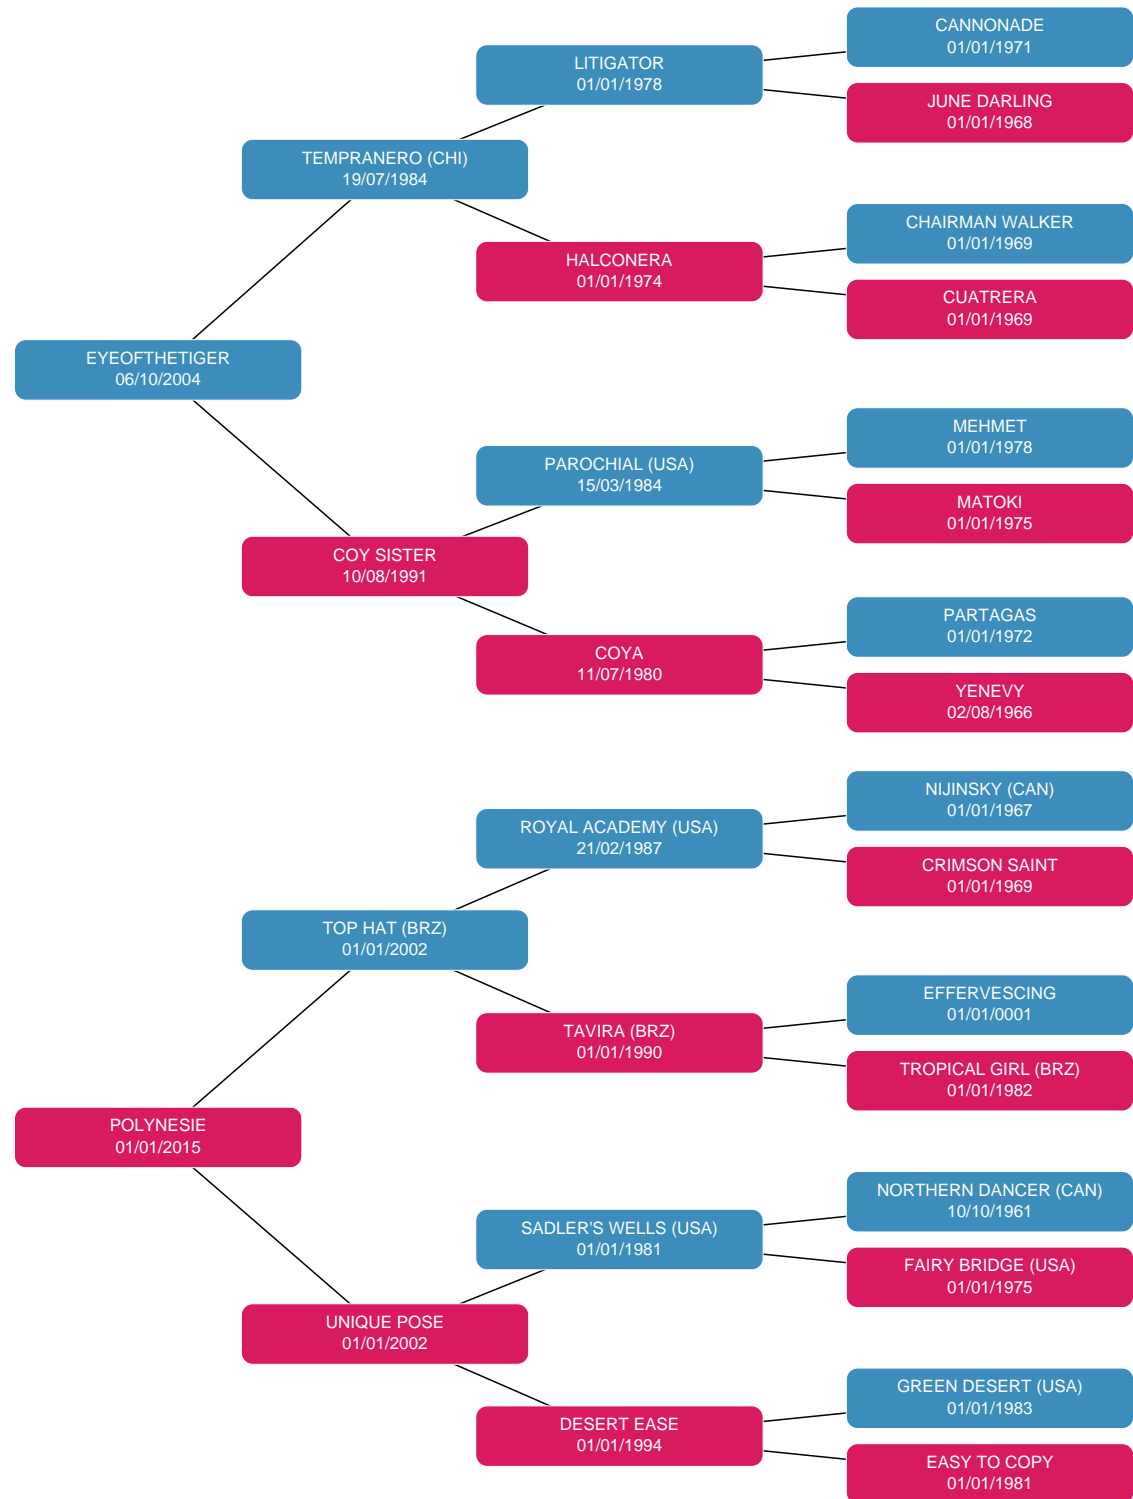 CANNONADE
01/01/1971
LITIGATOR
01/01/1978
JUNE DARLING
01/01/1968
TEMPRANERO (CHI)
19/07/1984
CHAIRMAN WALKER
01/01/1969
HALCONERA
01/01/1974
CUATRERA
01/01/1969
EYEOFTHETIGER
06/10/2004
MEHMET
01/01/1978
PAROCHIAL (USA)
15/03/1984
MATOKI
01/01/1975
COY SISTER
10/08/1991
PARTAGAS
01/01/1972
COYA
11/07/1980
YENEVY
02/08/1966
NIJINSKY (CAN)
01/01/1967
ROYAL ACADEMY (USA)
21/02/1987
CRIMSON SAINT
01/01/1969
TOP HAT (BRZ)
01/01/2002
EFFERVESCING
01/01/0001
TAVIRA (BRZ)
01/01/1990
TROPICAL GIRL (BRZ)
01/01/1982
POLYNESIE
01/01/2015
NORTHERN DANCER (CAN)
10/10/1961
SADLER'S WELLS (USA)
01/01/1981
FAIRY BRIDGE (USA)
01/01/1975
UNIQUE POSE
01/01/2002
GREEN DESERT (USA)
01/01/1983
DESERT EASE
01/01/1994
EASY TO COPY
01/01/1981